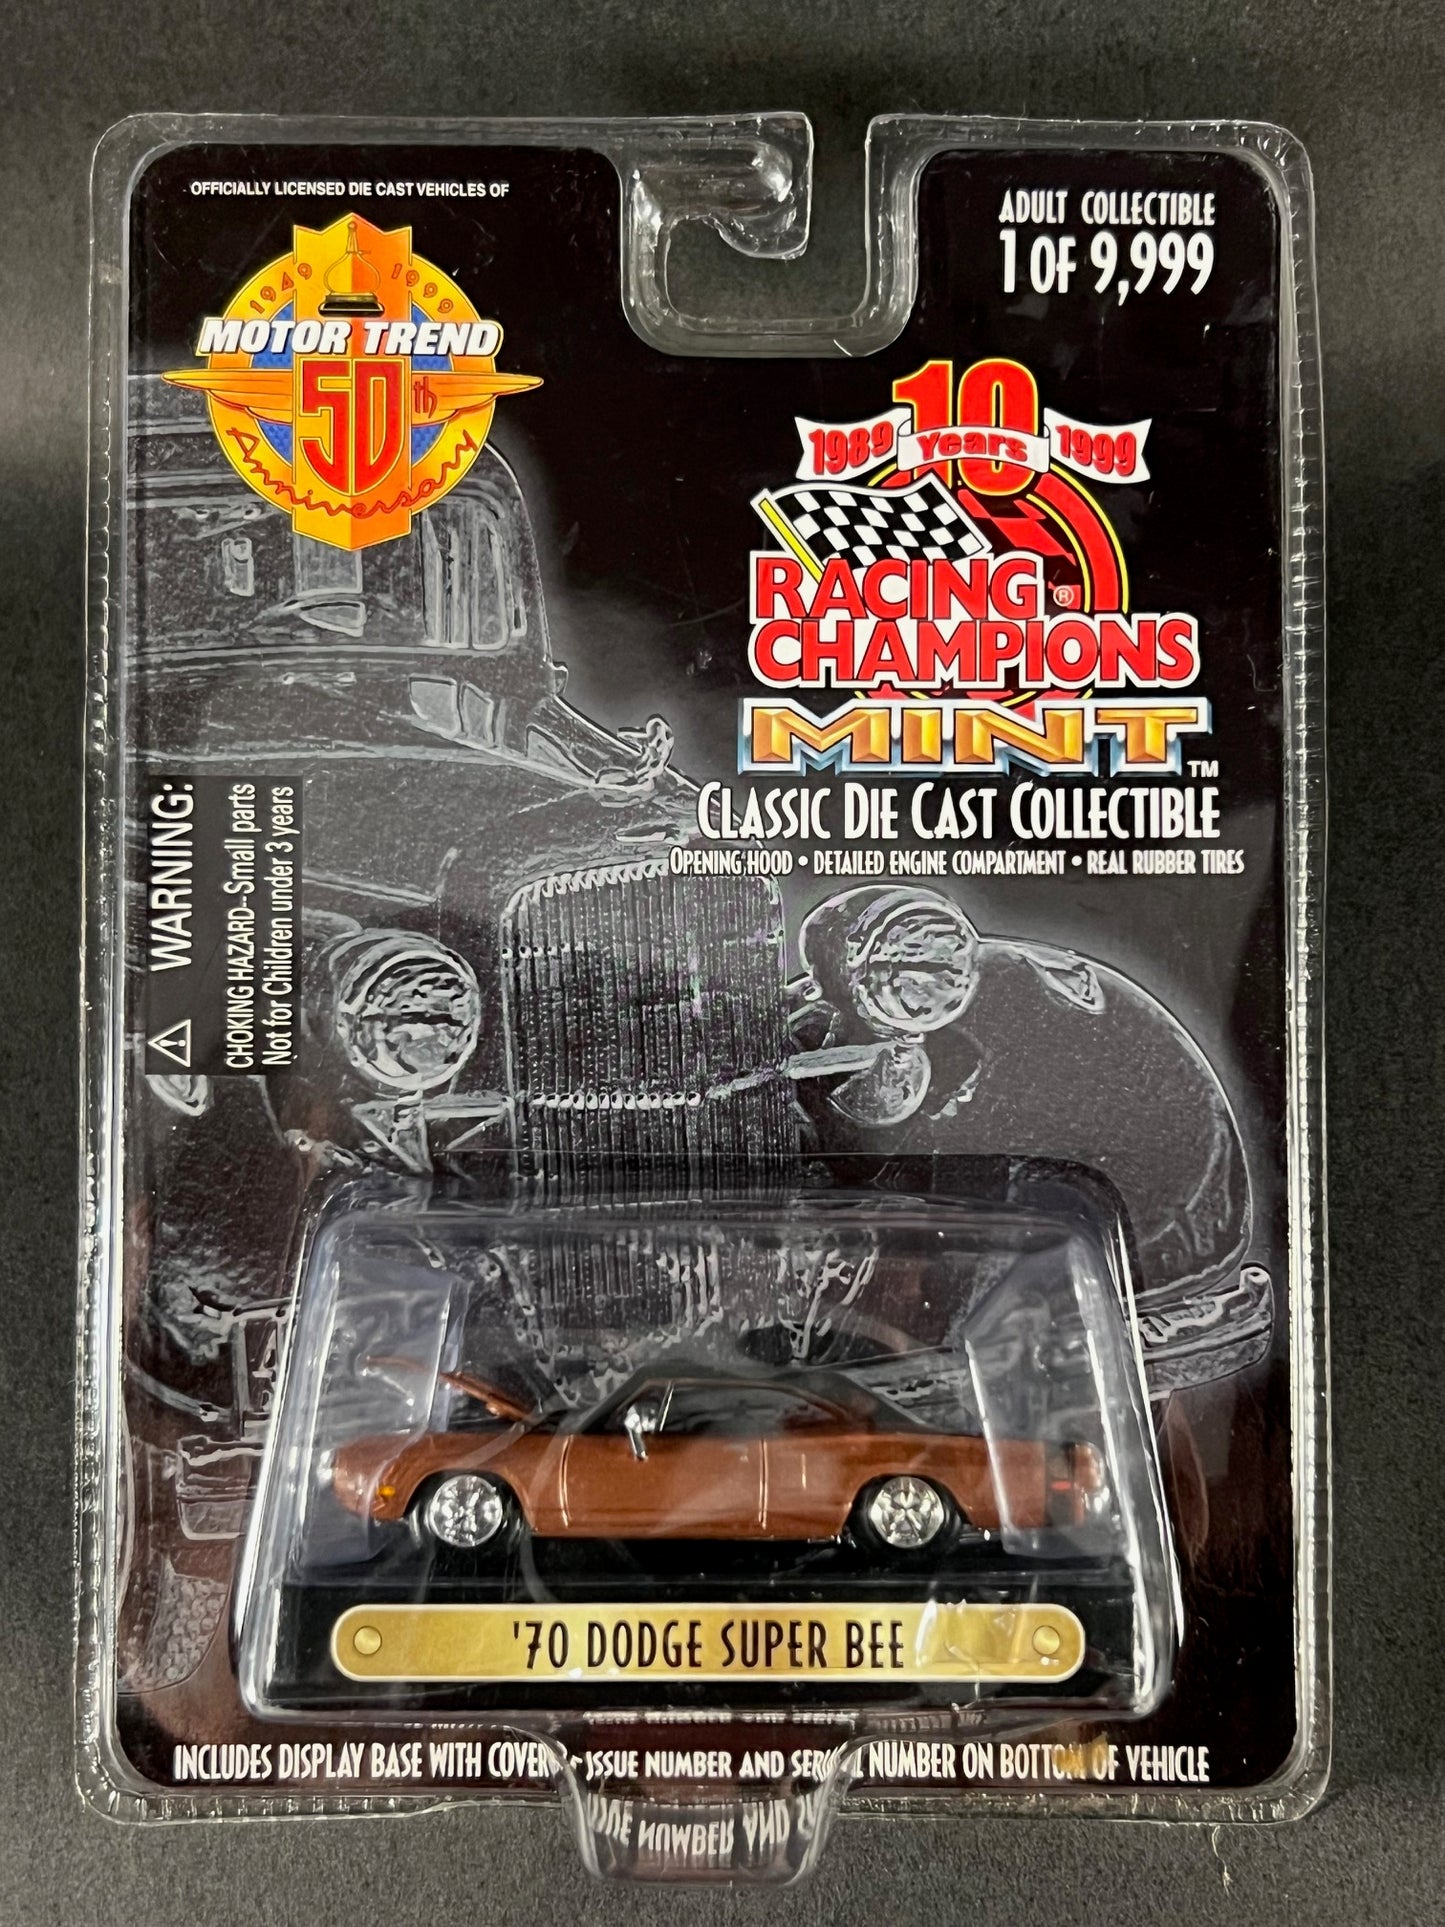 OFFICIALLY LICENSED DIE CAST VEHICLES OF
1949 1999
MOTOR TREND
50th
Anniversary
ADULT COLLECTIBLE
1 OF 9,999
10
1989 Years 1999
RACING®
CHAMPIONS
MINT™
CLASSIC DIE CAST COLLECTIBLE
OPENING HOOD • DETAILED ENGINE COMPARTMENT • REAL RUBBER TIRES
⚠ WARNING:
CHOKING HAZARD--Small parts
Not for Children under 3 years
'70 DODGE SUPER BEE
INCLUDES DISPLAY BASE WITH COVER - ISSUE NUMBER AND SERIAL NUMBER ON BOTTOM OF VEHICLE